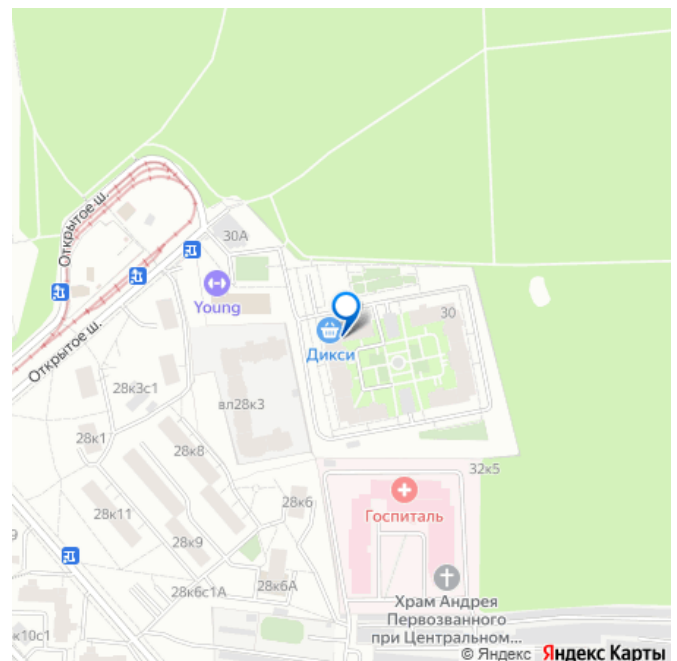 Открытое ш.
30А
Young
30
Дикси
Открытое ш.
28к3с1
вл28к3
28к1
28к8
32к5
28к6
28к11
Госпиталь
28к9
28к6А
28к6с1А
Храм Андрея
Первозванного
при Центральном...
к10с1
© Яндекс Яндекс Карты